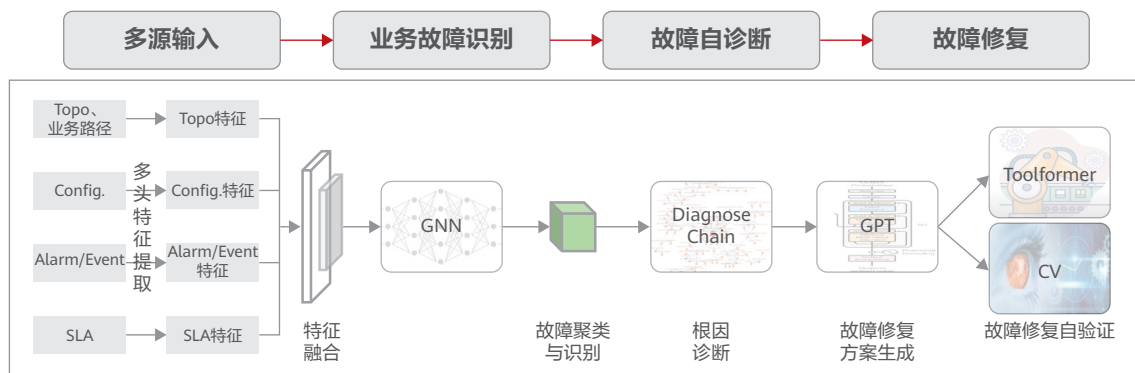 多源输入
业务故障识别
故障自诊断
故障修复
Topo、
业务路径
Topo特征
Config.
Config.特征
多头特征提取
Alarm/Event
Alarm/Event
特征
SLA
SLA特征
特征
融合
GNN
故障聚类
与识别
Diagnose
Chain
根因
诊断
GPT
故障修复
方案生成
Toolformer
CV
故障修复自验证